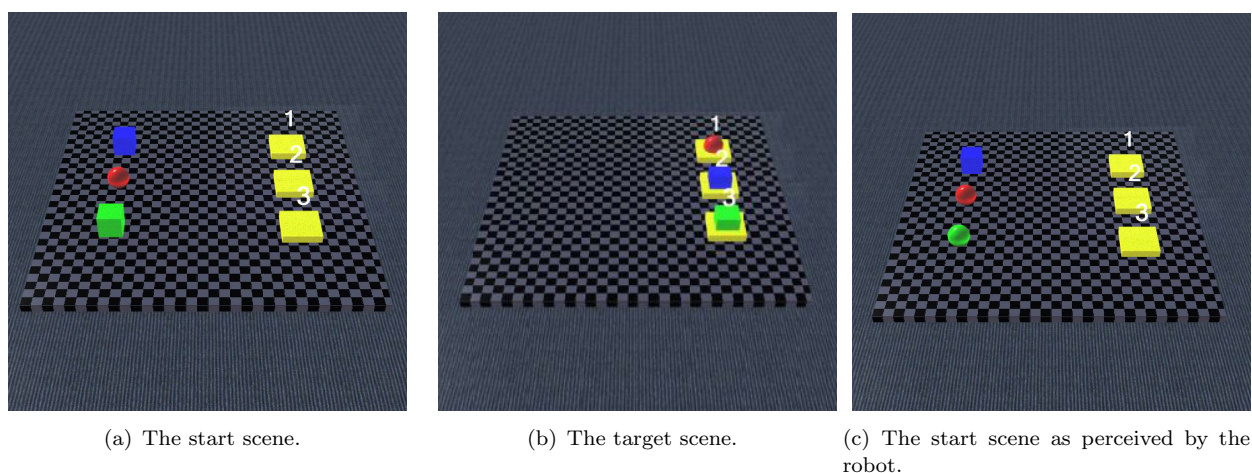 1
2
3
1
2
3
1
2
3
(a) The start scene.
(b) The target scene.
(c) The start scene as perceived by the
robot.